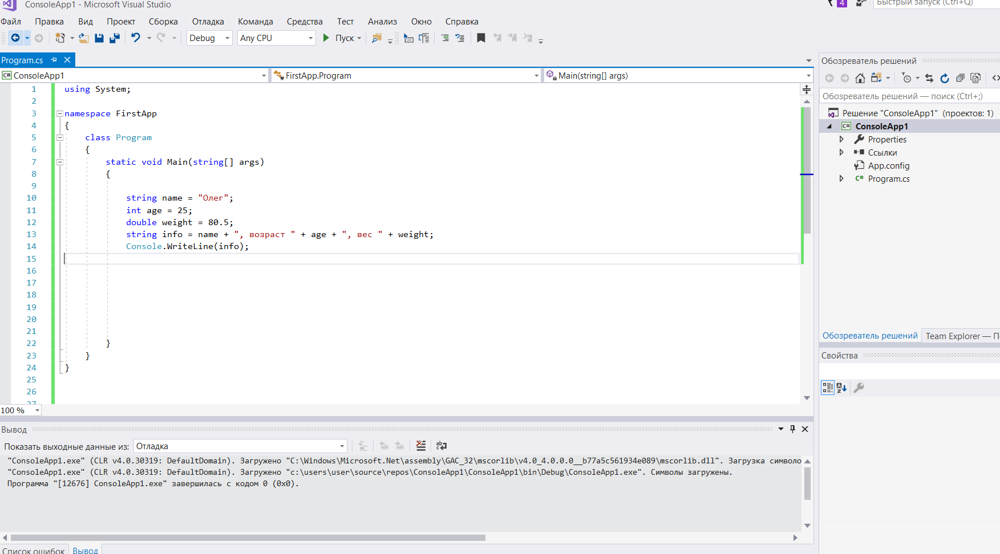 ConsoleApp1 - Microsoft Visual Studio
4
Быстрый запуск (Ctrl+Q)
Файл Правка Вид Проект Сборка Отладка Команда Средства Тест Анализ Окно Справка
Debug Any CPU Пуск
Program.cs
ConsoleApp1 FirstApp.Program Main(string[] args)
1 using System;
2
3 namespace FirstApp
4 {
5 class Program
6 {
7 static void Main(string[] args)
8 {
9
10 string name = "Олег";
11 int age = 25;
12 double weight = 80.5;
13 string info = name + ", возраст " + age + ", вес " + weight;
14 Console.WriteLine(info);
15
16
17
18
19
20
21
22 }
23 }
24 }
25
26
27
100 %
Обозреватель решений
Обозреватель решений — поиск (Ctrl+;)
Решение "ConsoleApp1" (проектов: 1)
C# ConsoleApp1
Properties
Ссылки
App.config
C# Program.cs
Обозреватель решений Team Explorer —
Свойства
Вывод
Показать выходные данные из: Отладка
"ConsoleApp1.exe" (CLR v4.0.30319: DefaultDomain). Загружено "C:\Windows\Microsoft.Net\assembly\GAC_32\mscorlib\v4.0_4.0.0.0__b77a5c561934e089\mscorlib.dll". Загрузка символо
"ConsoleApp1.exe" (CLR v4.0.30319: DefaultDomain). Загружено "c:\users\user\source\repos\ConsoleApp1\ConsoleApp1\bin\Debug\ConsoleApp1.exe". Символы загружены.
Программа "[12676] ConsoleApp1.exe" завершилась с кодом 0 (0x0).
Список ошибок Вывод